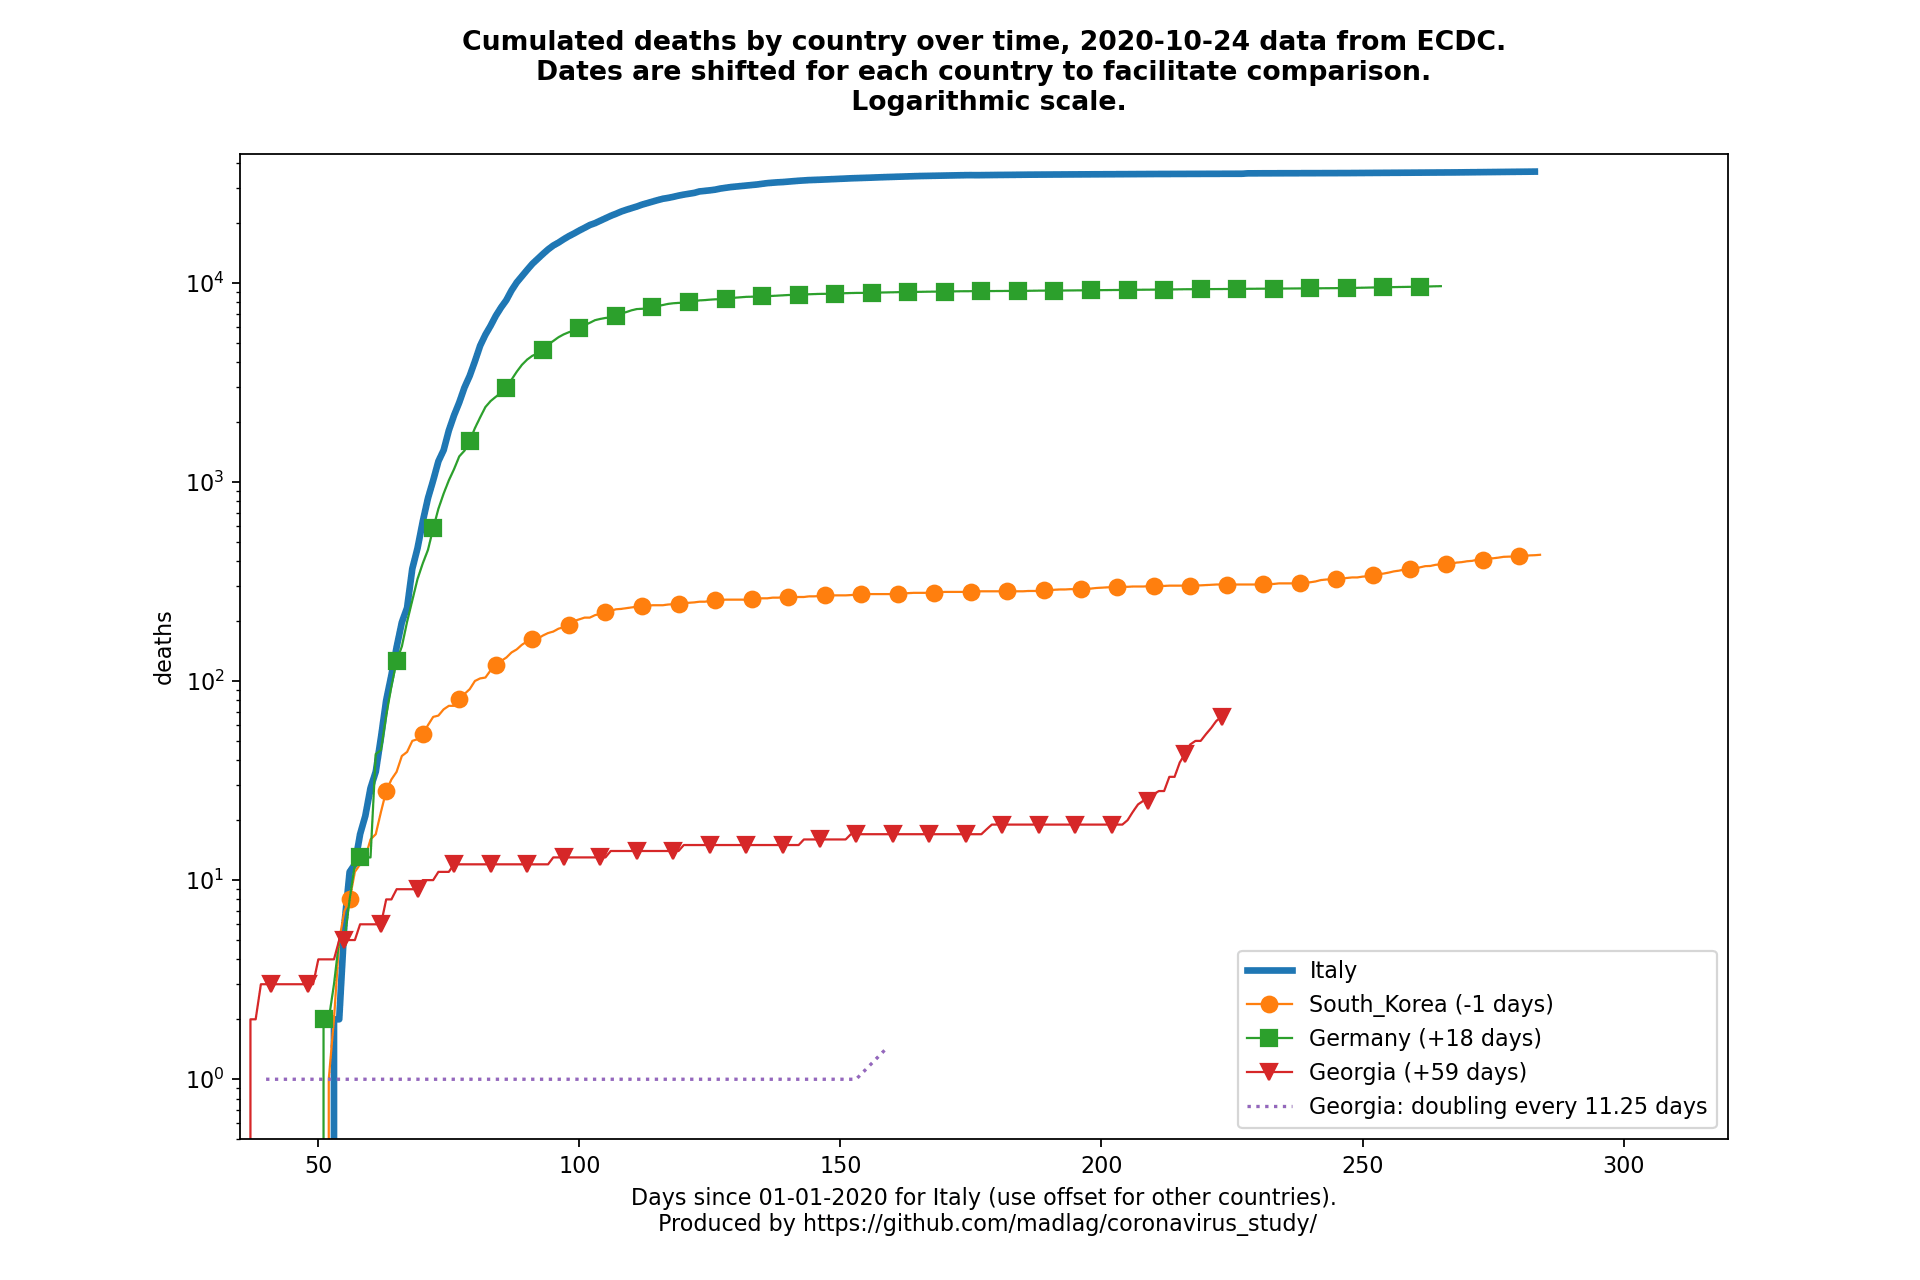 Cumulated deaths by country over time, 2020-10-24 data from ECDC.
Dates are shifted for each country to facilitate comparison.
Logarithmic scale.
deaths
10⁴
10³
10²
10¹
10⁰
50 100 150 200 250 300
Italy
South_Korea (-1 days)
Germany (+18 days)
Georgia (+59 days)
Georgia: doubling every 11.25 days
Days since 01-01-2020 for Italy (use offset for other countries).
Produced by https://github.com/madlag/coronavirus_study/